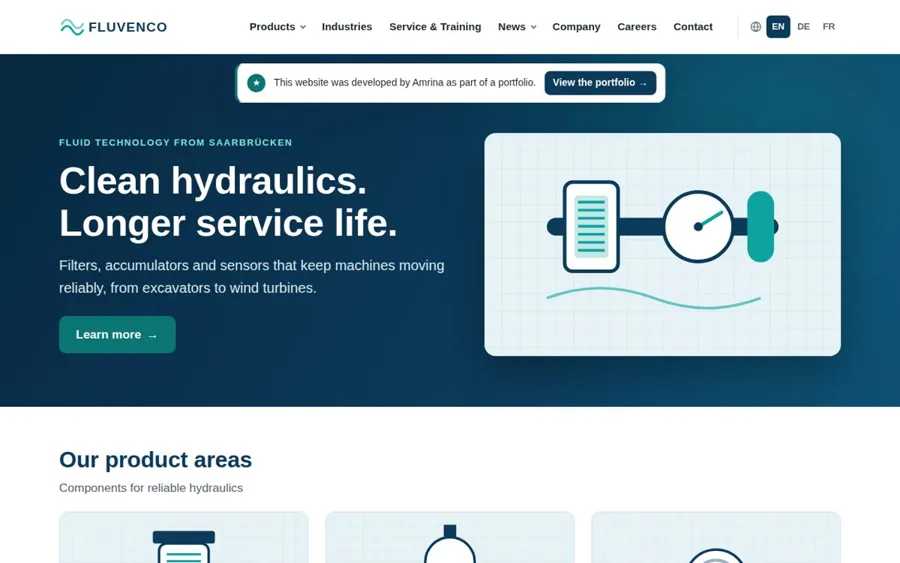 FLUVENCO
Products Industries Service & Training News Company Careers Contact EN DE FR
This website was developed by Amrina as part of a portfolio. View the portfolio →
FLUID TECHNOLOGY FROM SAARBRÜCKEN
Clean hydraulics.
Longer service life.
Filters, accumulators and sensors that keep machines moving
reliably, from excavators to wind turbines.
Learn more →
Our product areas
Components for reliable hydraulics